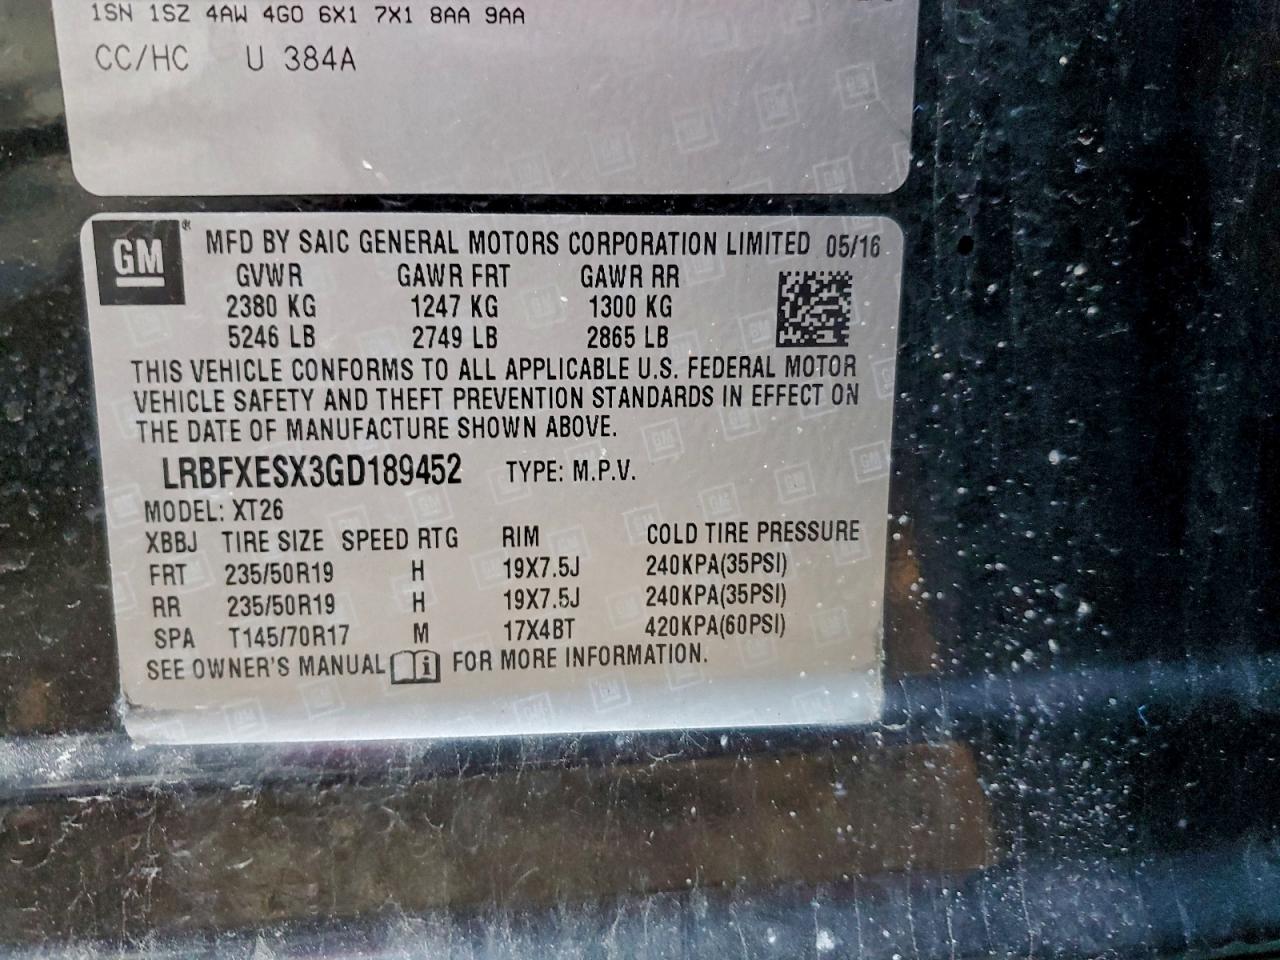 1SN 1SZ 4AW 4G0 6X1 7X1 8AA 9AA
CC/HC U 384A
GM® MFD BY SAIC GENERAL MOTORS CORPORATION LIMITED 05/16
GVWR GAWR FRT GAWR RR
2380 KG 1247 KG 1300 KG
5246 LB 2749 LB 2865 LB
THIS VEHICLE CONFORMS TO ALL APPLICABLE U.S. FEDERAL MOTOR
VEHICLE SAFETY AND THEFT PREVENTION STANDARDS IN EFFECT ON
THE DATE OF MANUFACTURE SHOWN ABOVE.
LRBFXESX3GD189452 TYPE: M.P.V.
MODEL: XT26
XBBJ TIRE SIZE SPEED RTG RIM COLD TIRE PRESSURE
FRT 235/50R19 H 19X7.5J 240KPA(35PSI)
RR 235/50R19 H 19X7.5J 240KPA(35PSI)
SPA T145/70R17 M 17X4BT 420KPA(60PSI)
SEE OWNER'S MANUAL FOR MORE INFORMATION.